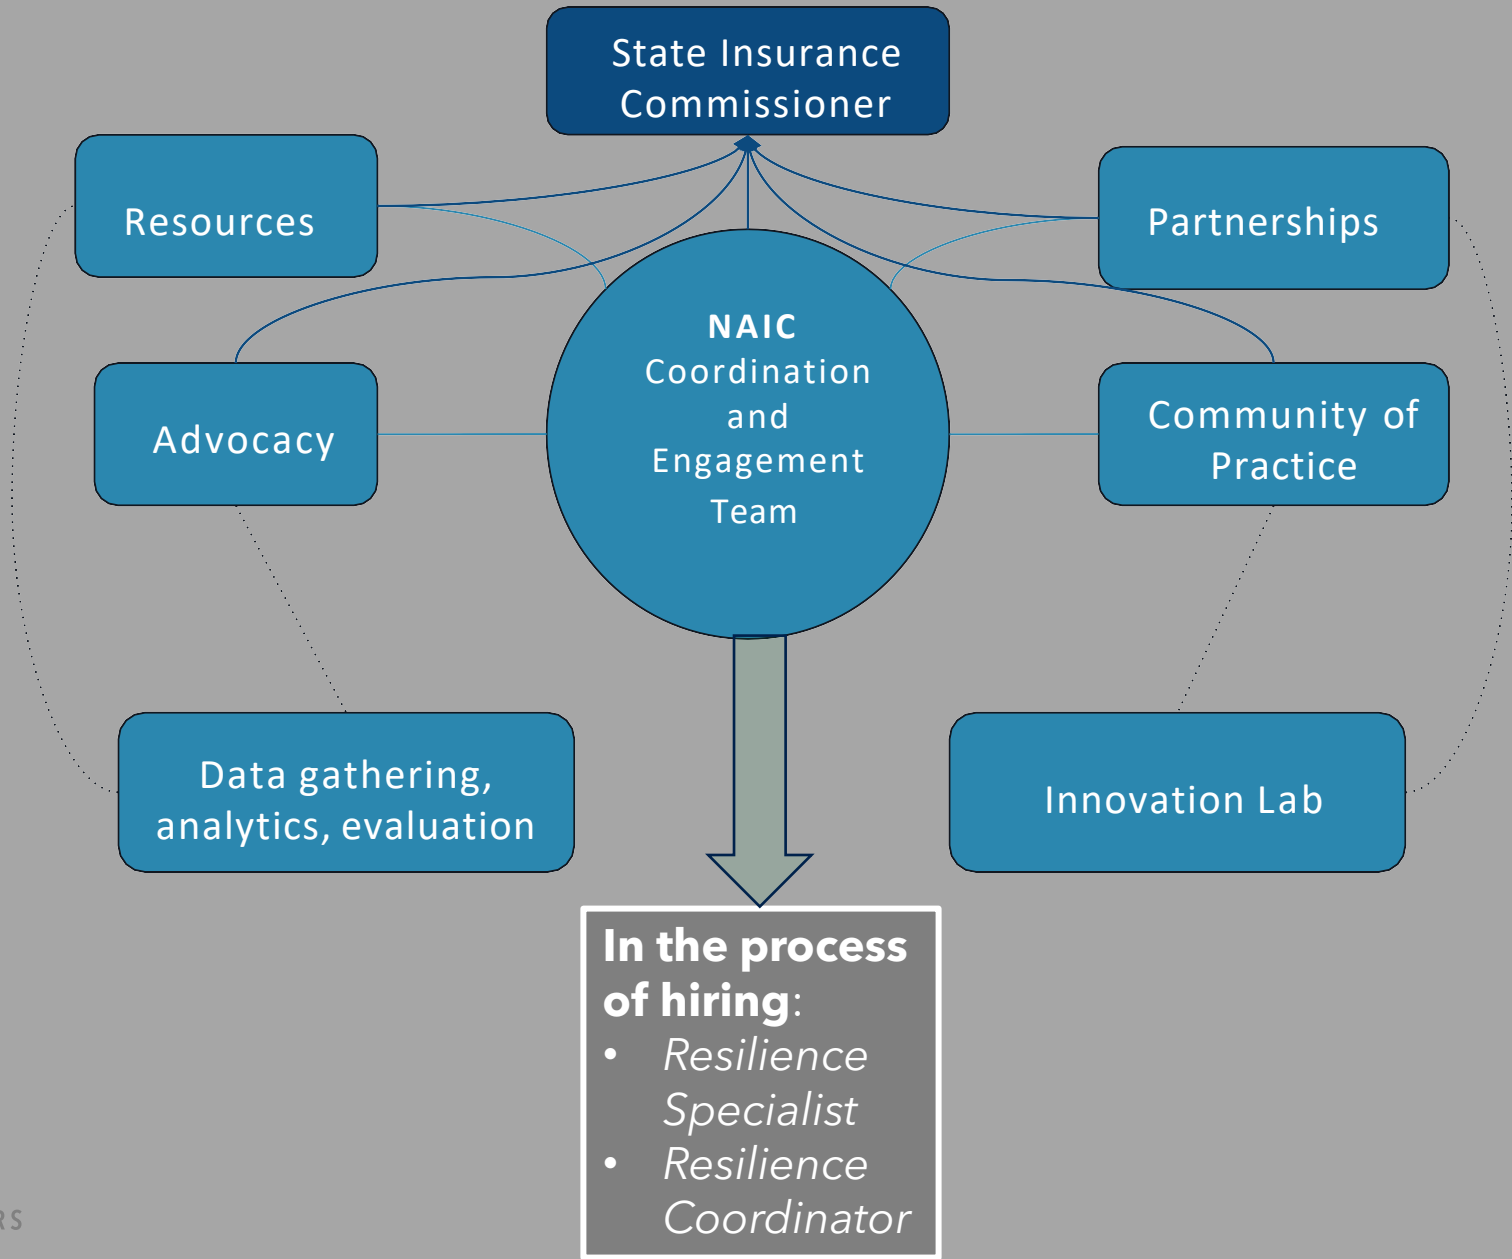 State Insurance
Commissioner
Resources
Partnerships
NAIC
Coordination
and
Engagement
Team
Advocacy
Community of
Practice
Data gathering,
analytics, evaluation
Innovation Lab
In the process
of hiring:
• Resilience
Specialist
• Resilience
Coordinator
RS